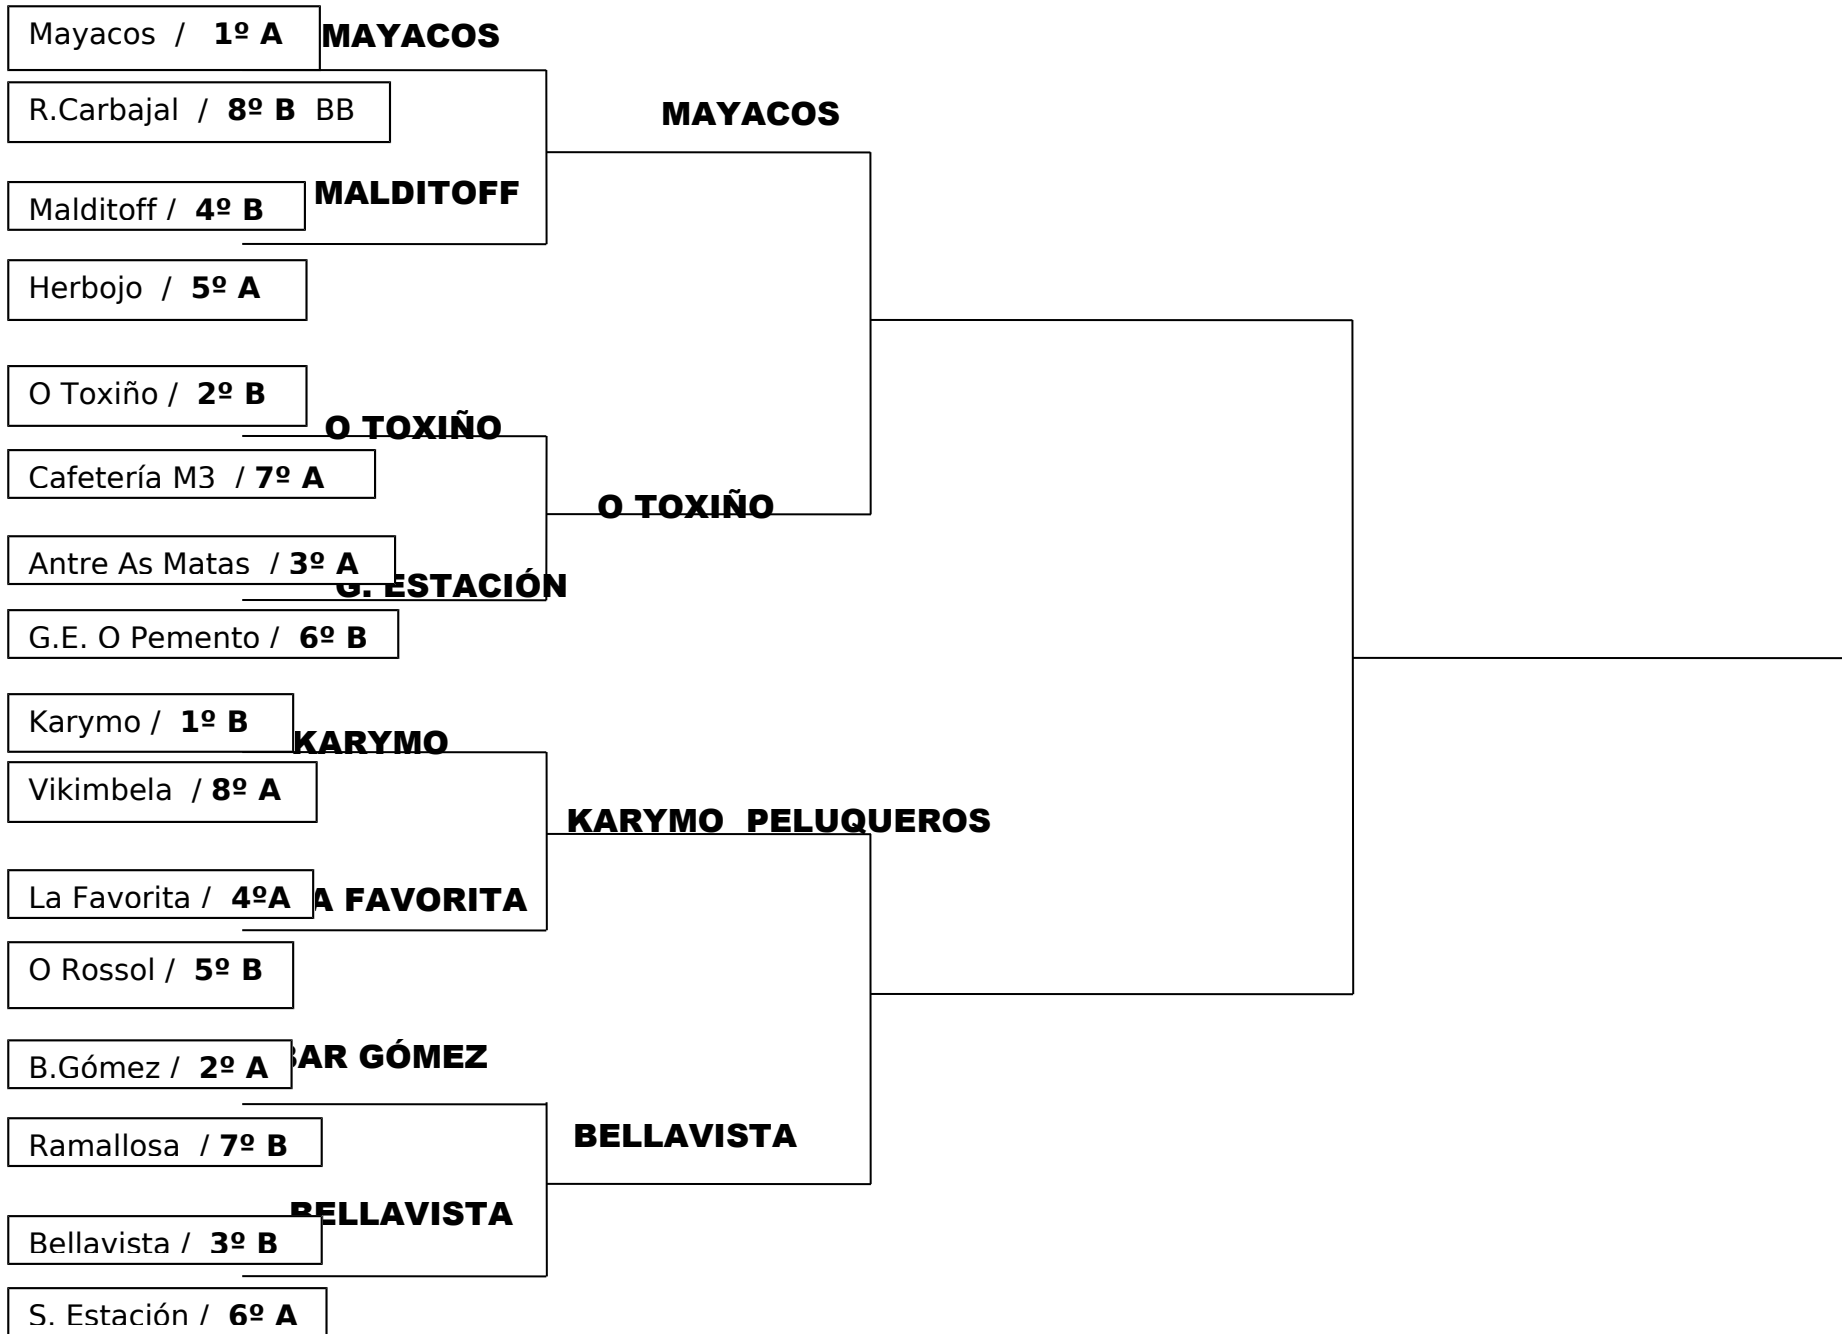 Mayacos / 1º A
MAYACOS
R.Carbajal / 8º B BB
MAYACOS
Malditoff / 4º B
MALDITOFF
Herbojo / 5º A
O Toxiño / 2º B
O TOXIÑO
Cafetería M3 / 7º A
O TOXIÑO
Antre As Matas / 3º A
G. ESTACIÓN
G.E. O Pemento / 6º B
Karymo / 1º B
KARYMO
Vikimbela / 8º A
KARYMO PELUQUEROS
La Favorita / 4ºA
A FAVORITA
O Rossol / 5º B
B.Gómez / 2º A
BAR GÓMEZ
Ramallosa / 7º B
BELLAVISTA
Bellavista / 3º B
BELLAVISTA
S. Estación / 6º A